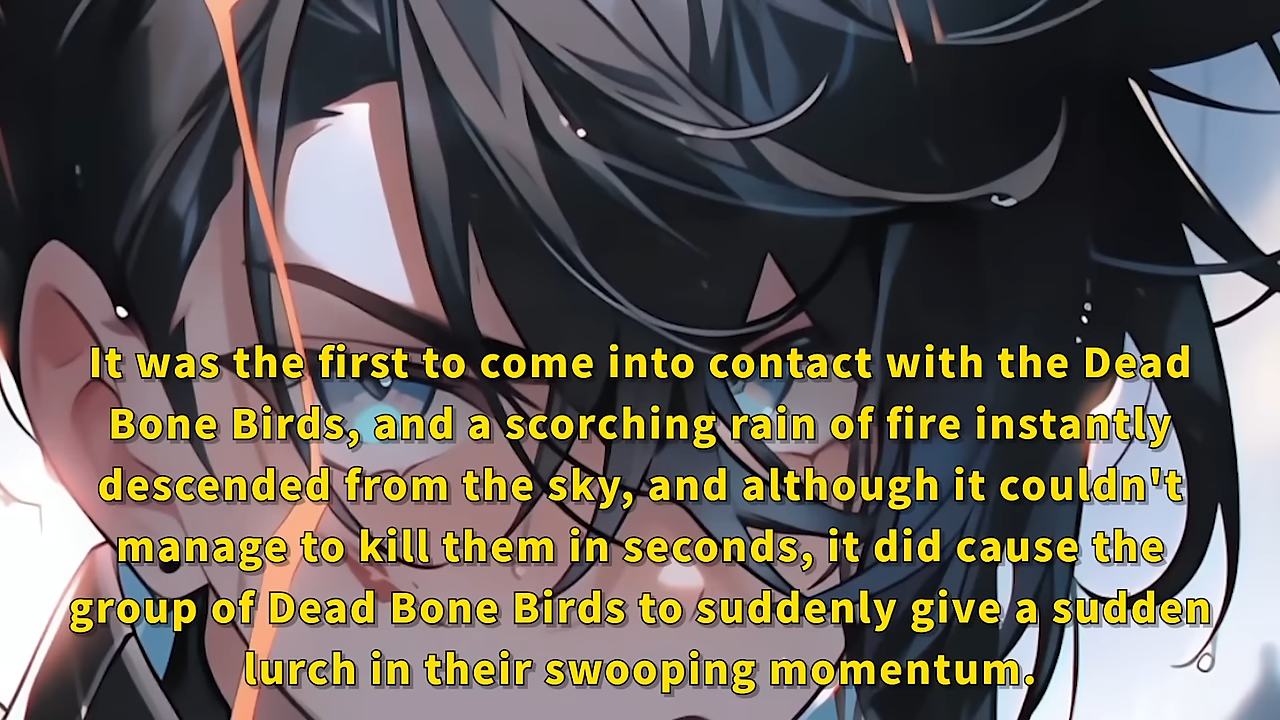 It was the first to come into contact with the Dead
Bone Birds, and a scorching rain of fire instantly
descended from the sky, and although it couldn't
manage to kill them in seconds, it did cause the
group of Dead Bone Birds to suddenly give a sudden
lurch in their swooping momentum.